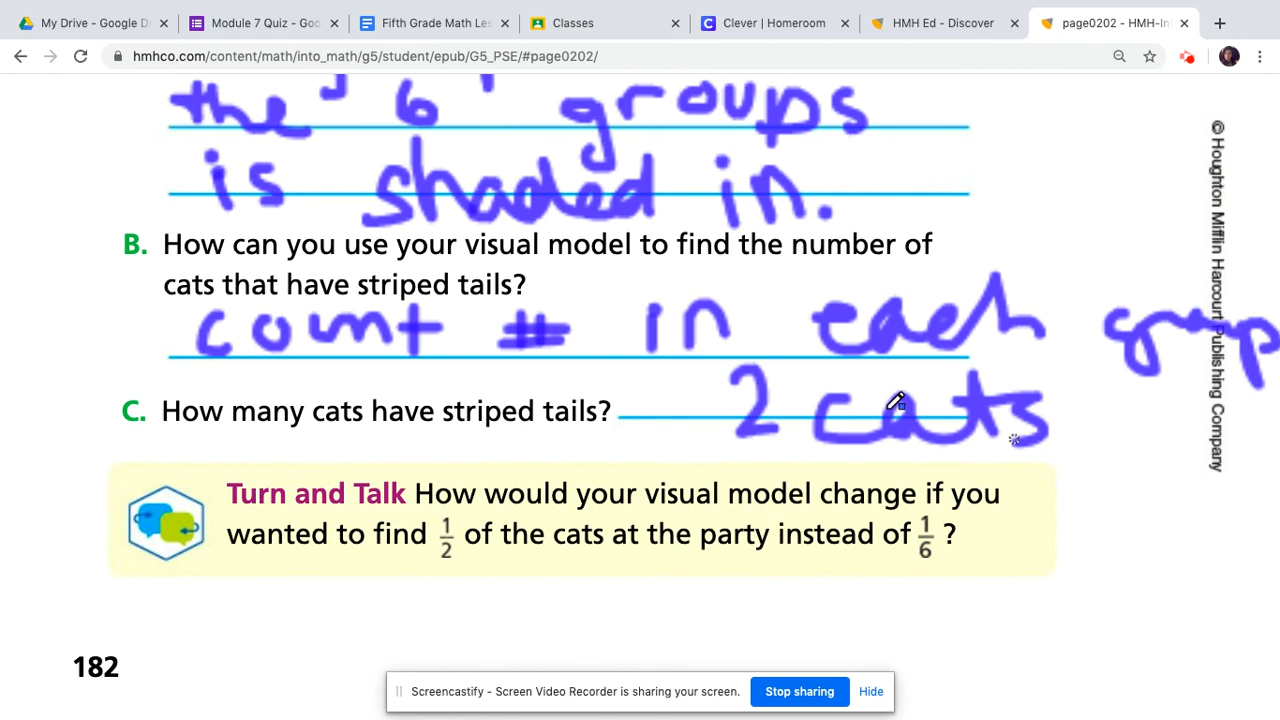 My Drive - Google D
Module 7 Quiz - Goo
Fifth Grade Math Les
Classes
Clever | Homeroom
HMH Ed - Discover
page0202 - HMH-In
hmhco.com/content/math/into_math/g5/student/epub/G5_PSE/#page0202/
the 6 groups
is shaded in.
B. How can you use your visual model to find the number of
cats that have striped tails?
count # in each group
C. How many cats have striped tails? 2 cats
Turn and Talk How would your visual model change if you
wanted to find 1/2 of the cats at the party instead of 1/6 ?
182
© Houghton Mifflin Harcourt Publishing Company
Screencastify - Screen Video Recorder is sharing your screen.
Stop sharing
Hide